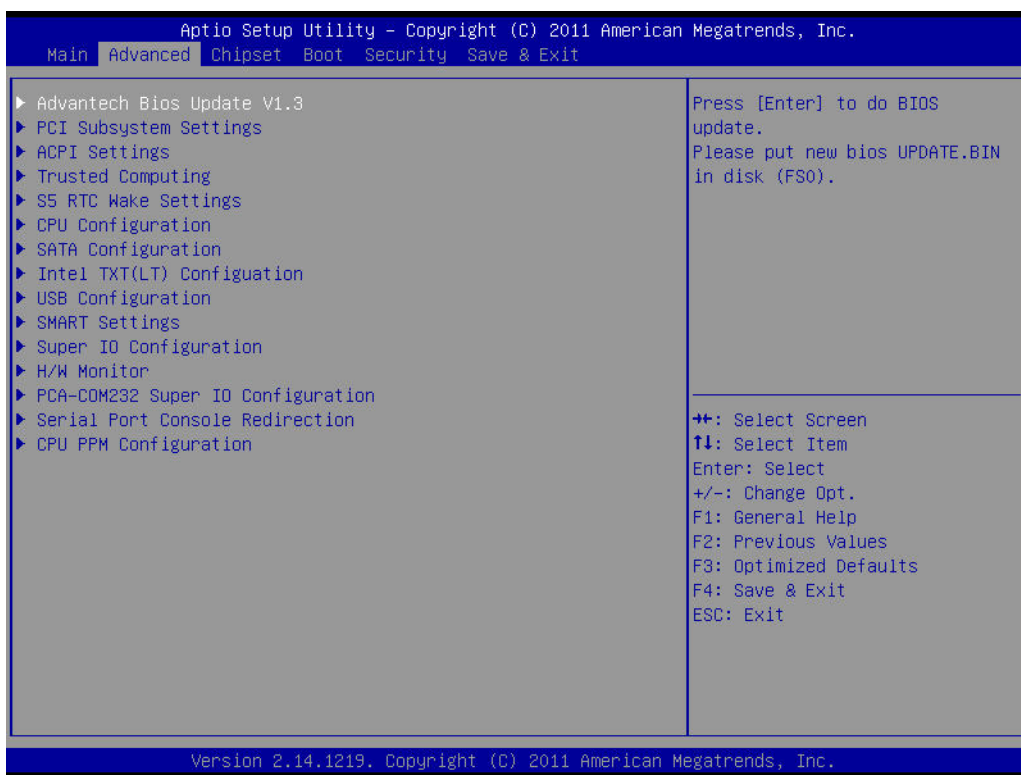 Aptio Setup Utility – Copyright (C) 2011 American Megatrends, Inc.
Main Advanced Chipset Boot Security Save & Exit
Advantech Bios Update V1.3
PCI Subsystem Settings
ACPI Settings
Trusted Computing
S5 RTC Wake Settings
CPU Configuration
SATA Configuration
Intel TXT(LT) Configuation
USB Configuration
SMART Settings
Super IO Configuration
H/W Monitor
PCA-COM232 Super IO Configuration
Serial Port Console Redirection
CPU PPM Configuration
Press [Enter] to do BIOS
update.
Please put new bios UPDATE.BIN
in disk (FS0).
→←: Select Screen
↑↓: Select Item
Enter: Select
+/-: Change Opt.
F1: General Help
F2: Previous Values
F3: Optimized Defaults
F4: Save & Exit
ESC: Exit
Version 2.14.1219. Copyright (C) 2011 American Megatrends, Inc.